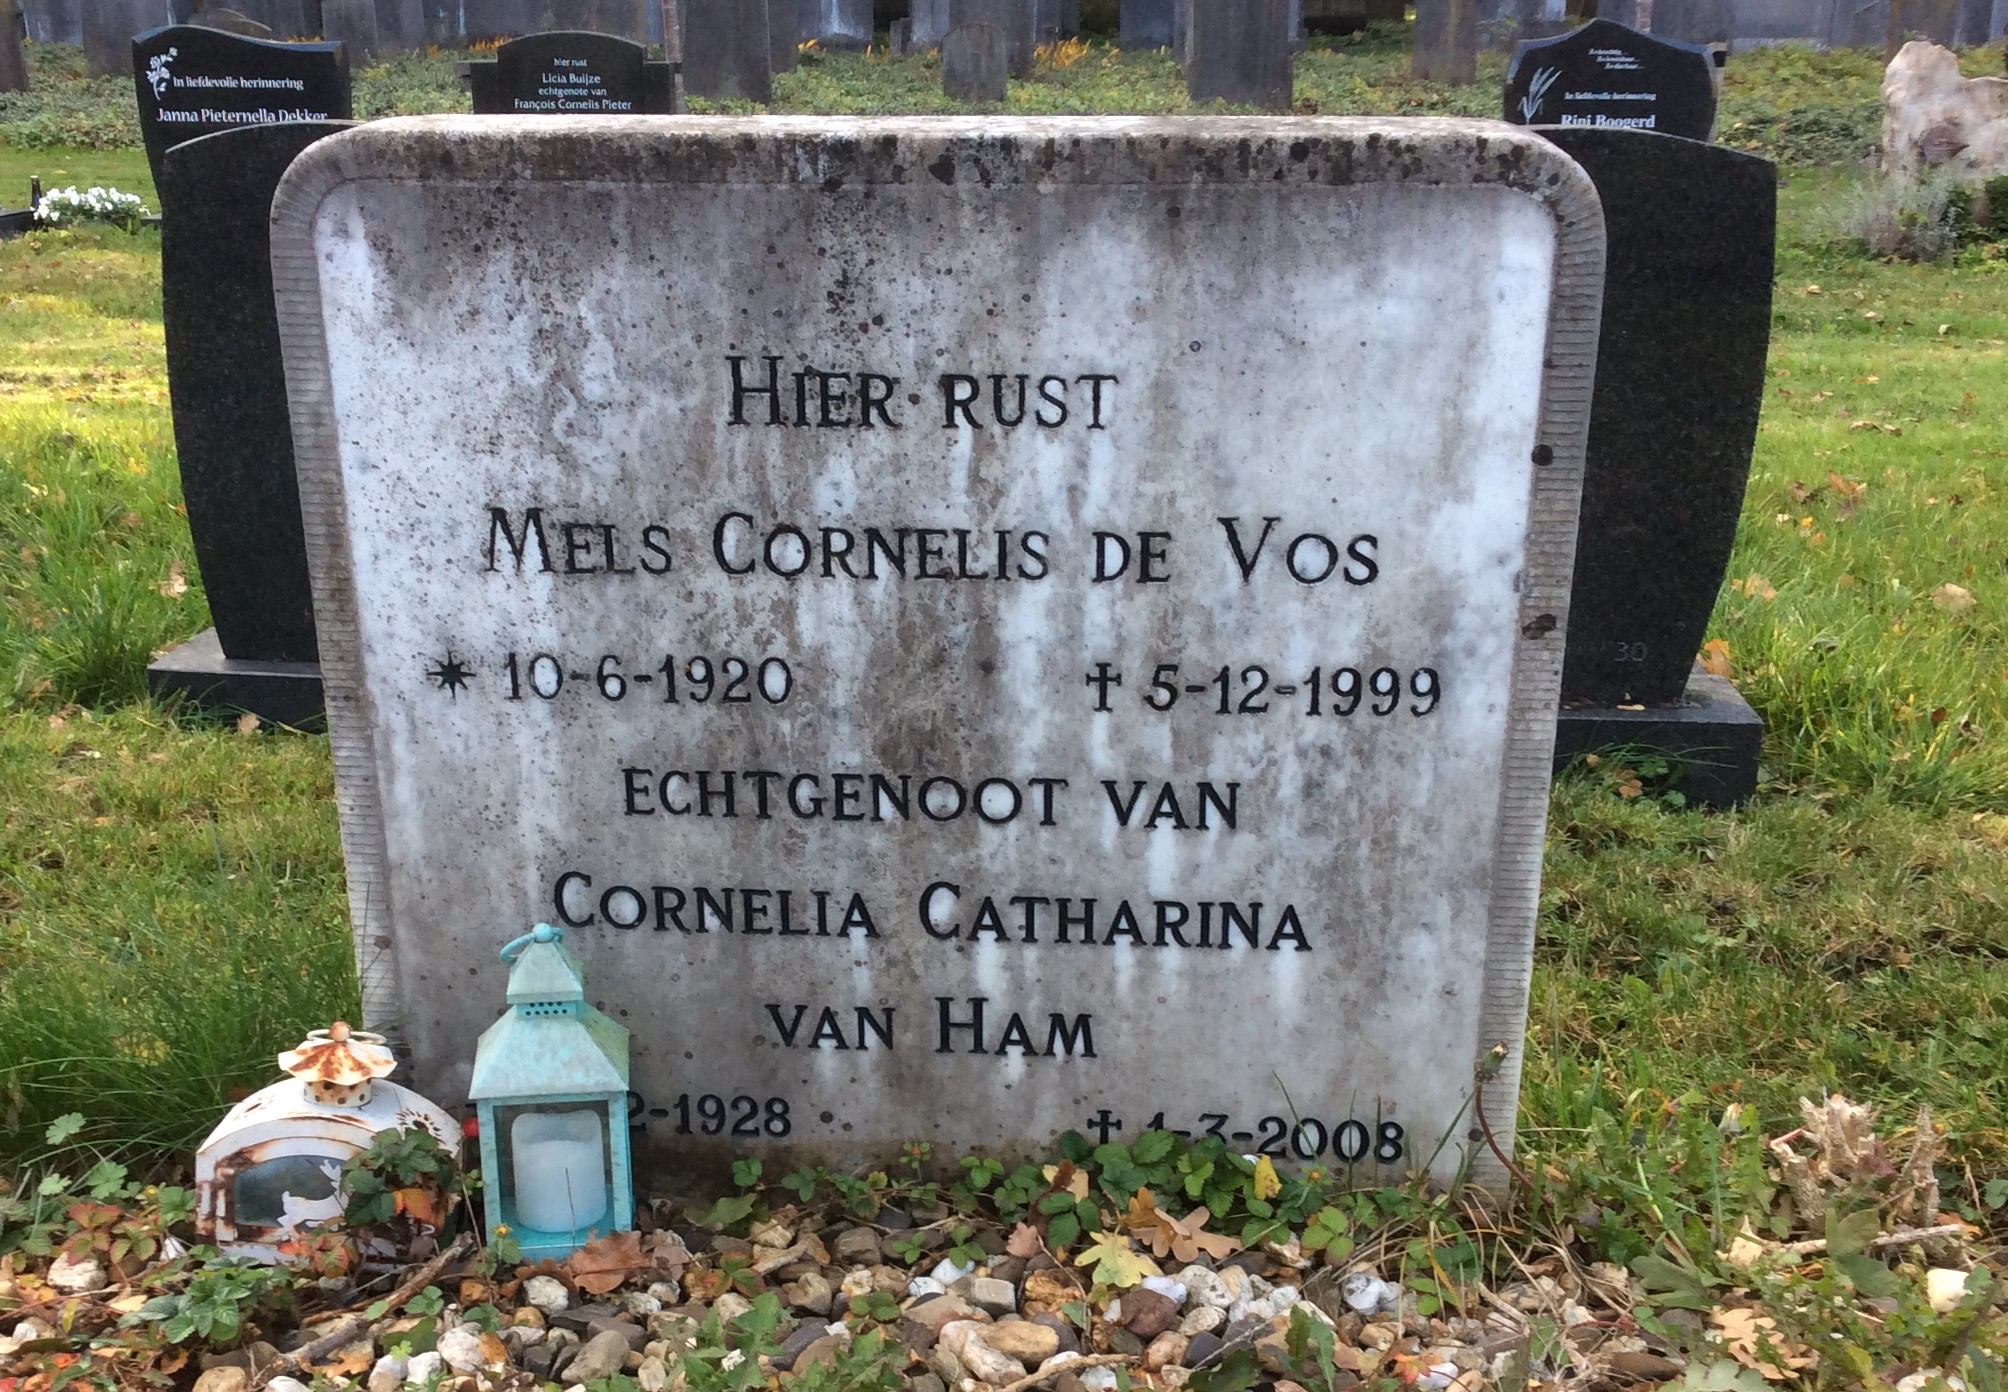 In liefdevolle herinnering
Janna Pieternella Dekker
hier rust
Licia Buijze
echtgenote van
François Cornelis Pieter
In liefdevolle herinnering
Rini Boogerd
HIER RUST
MELS CORNELIS DE VOS
10-6-1920 † 5-12-1999
ECHTGENOOT VAN
CORNELIA CATHARINA
VAN HAM
2-1928 † 1-3-2008
30